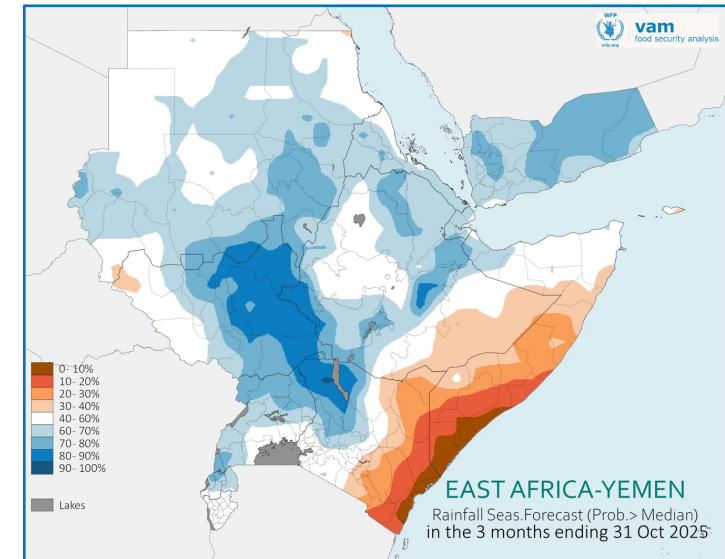 WFP
wfp.org
vam
food security analysis
0- 10%
10- 20%
20- 30%
30- 40%
40- 60%
60- 70%
70- 80%
80- 90%
90- 100%
Lakes
EAST AFRICA-YEMEN
Rainfall Seas.Forecast (Prob.> Median)
in the 3 months ending 31 Oct 2025